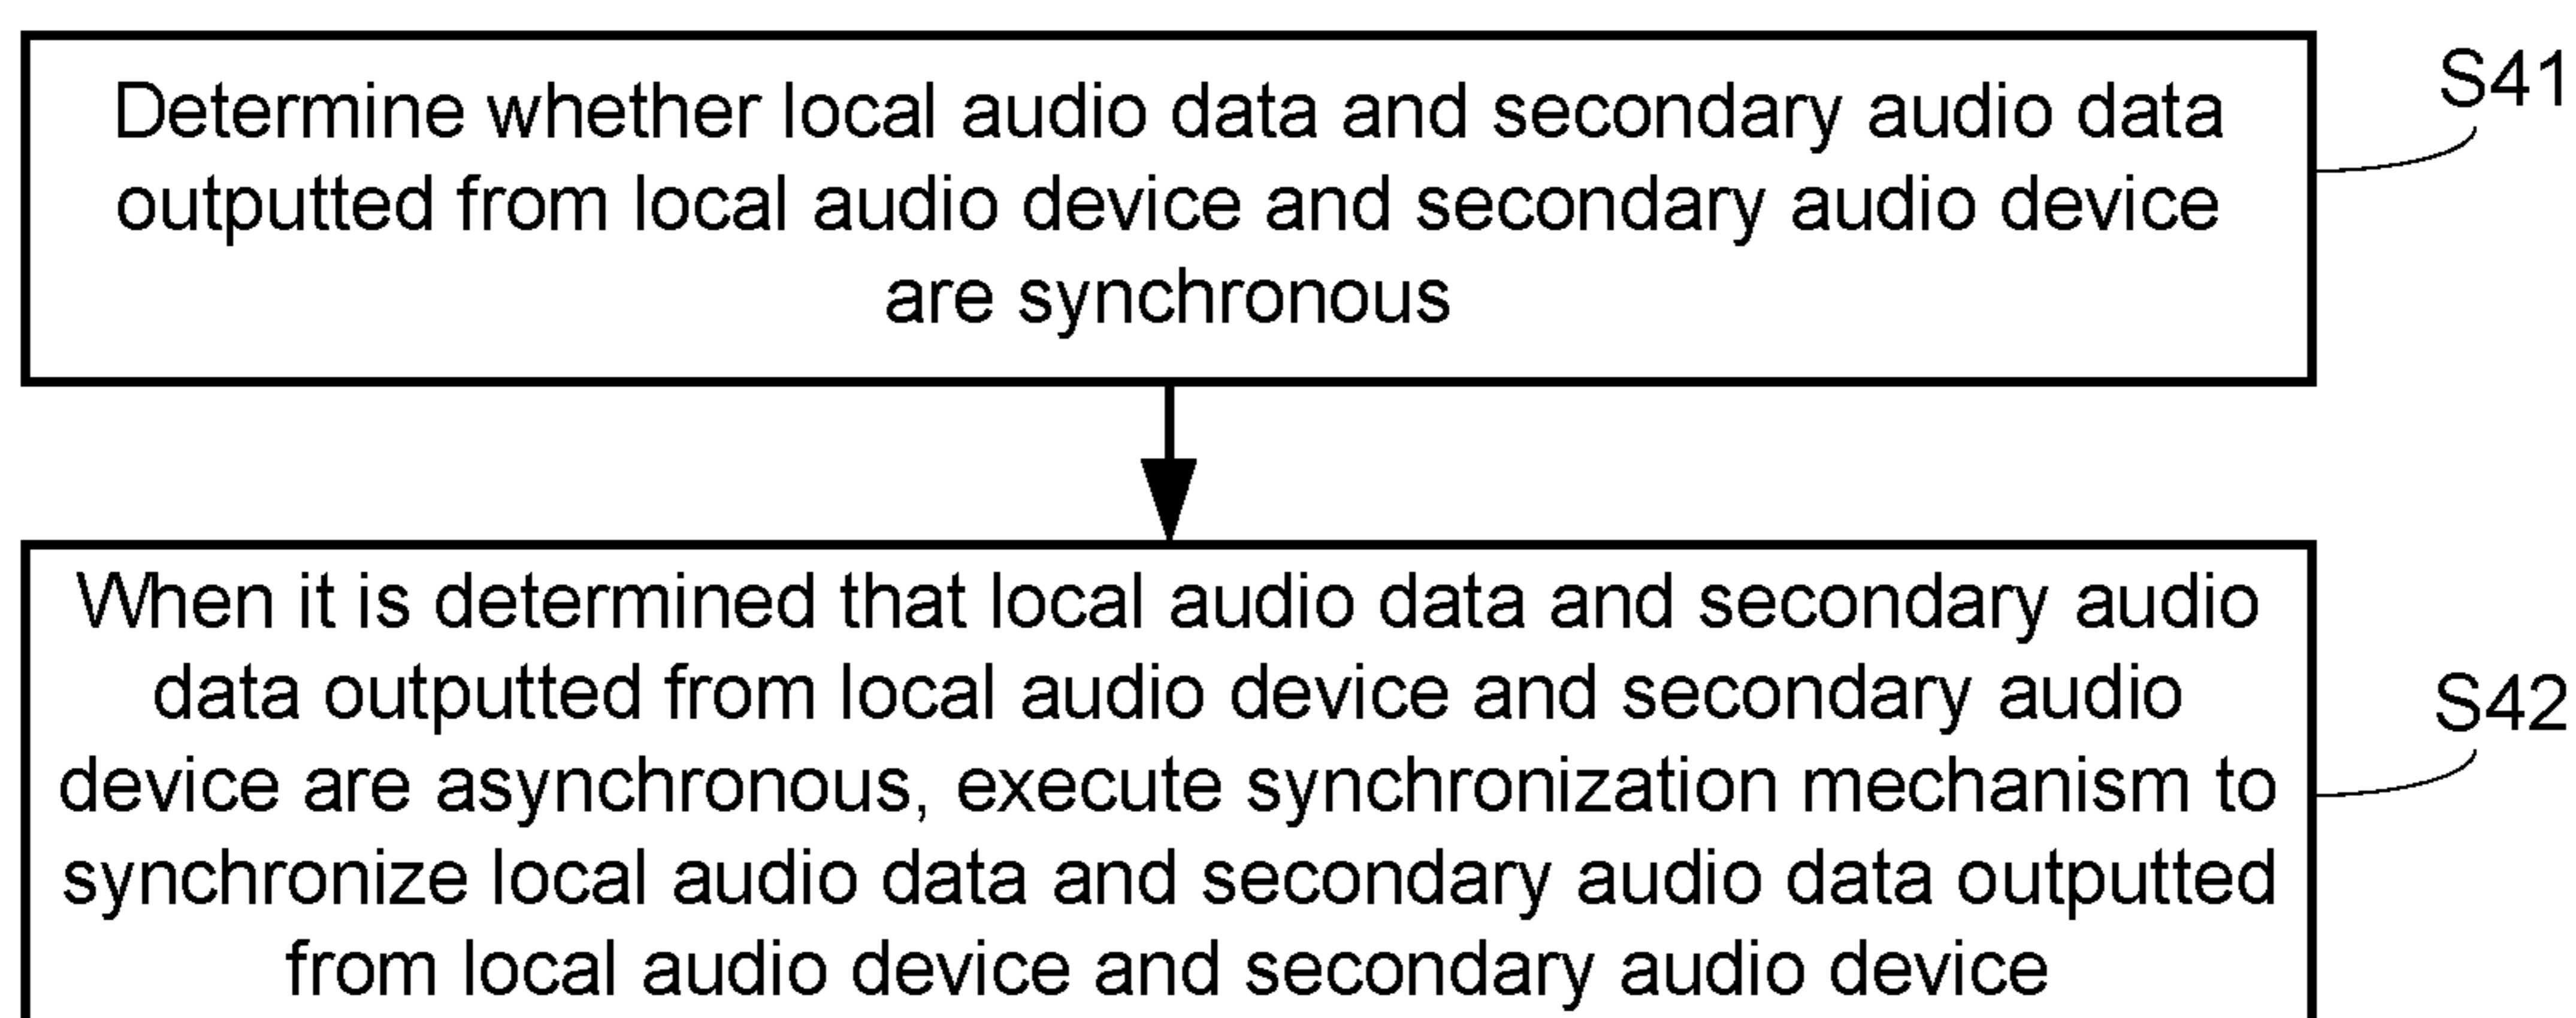 Determine whether local audio data and secondary audio data
outputted from local audio device and secondary audio device
are synchronous
S41
When it is determined that local audio data and secondary audio
data outputted from local audio device and secondary audio
device are asynchronous, execute synchronization mechanism to
synchronize local audio data and secondary audio data outputted
from local audio device and secondary audio device
S42